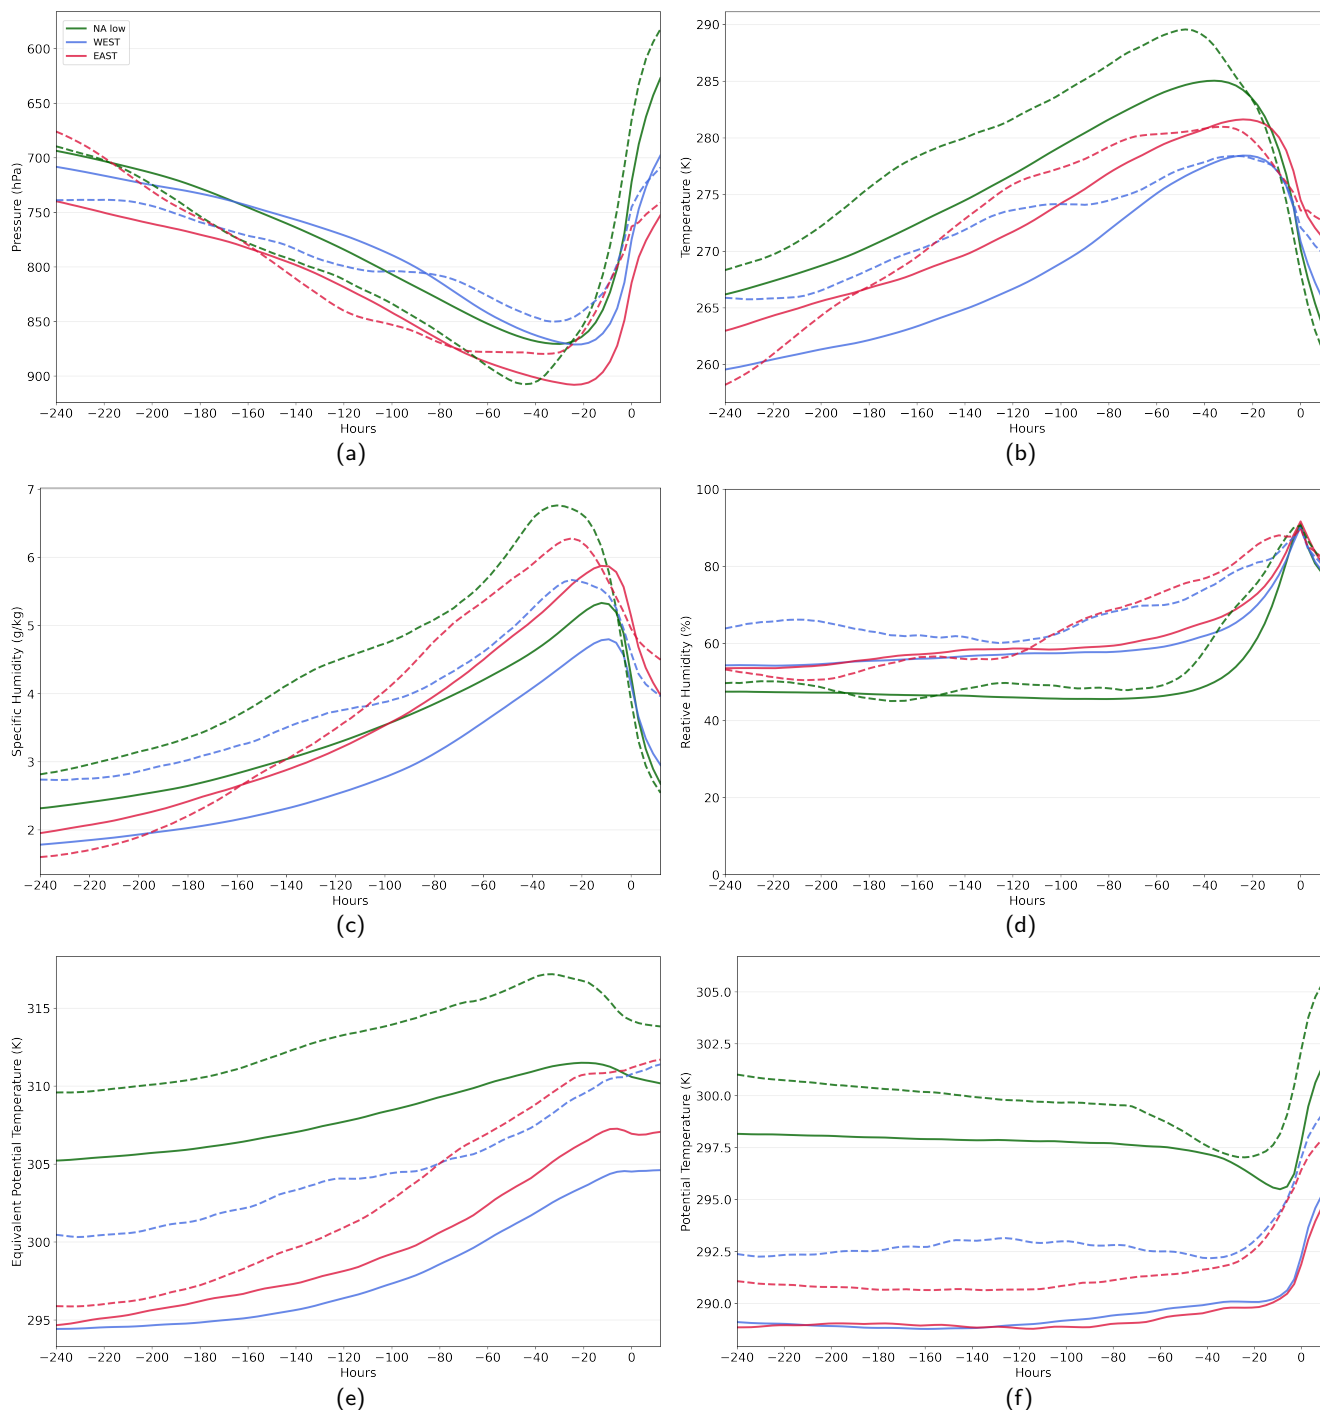 NA low
WEST
EAST
Pressure (hPa)
600
650
700
750
800
850
900
−240 −220 −200 −180 −160 −140 −120 −100 −80 −60 −40 −20 0
Hours
(a)
Temperature (K)
290
285
280
275
270
265
260
−240 −220 −200 −180 −160 −140 −120 −100 −80 −60 −40 −20 0
Hours
(b)
Specific Humidity (g/kg)
7
6
5
4
3
2
−240 −220 −200 −180 −160 −140 −120 −100 −80 −60 −40 −20 0
Hours
(c)
Reative Humidity (%)
100
80
60
40
20
0
−240 −220 −200 −180 −160 −140 −120 −100 −80 −60 −40 −20 0
Hours
(d)
Equivalent Potential Temperature (K)
315
310
305
300
295
−240 −220 −200 −180 −160 −140 −120 −100 −80 −60 −40 −20 0
Hours
(e)
Potential Temperature (K)
305.0
302.5
300.0
297.5
295.0
292.5
290.0
−240 −220 −200 −180 −160 −140 −120 −100 −80 −60 −40 −20 0
Hours
(f)